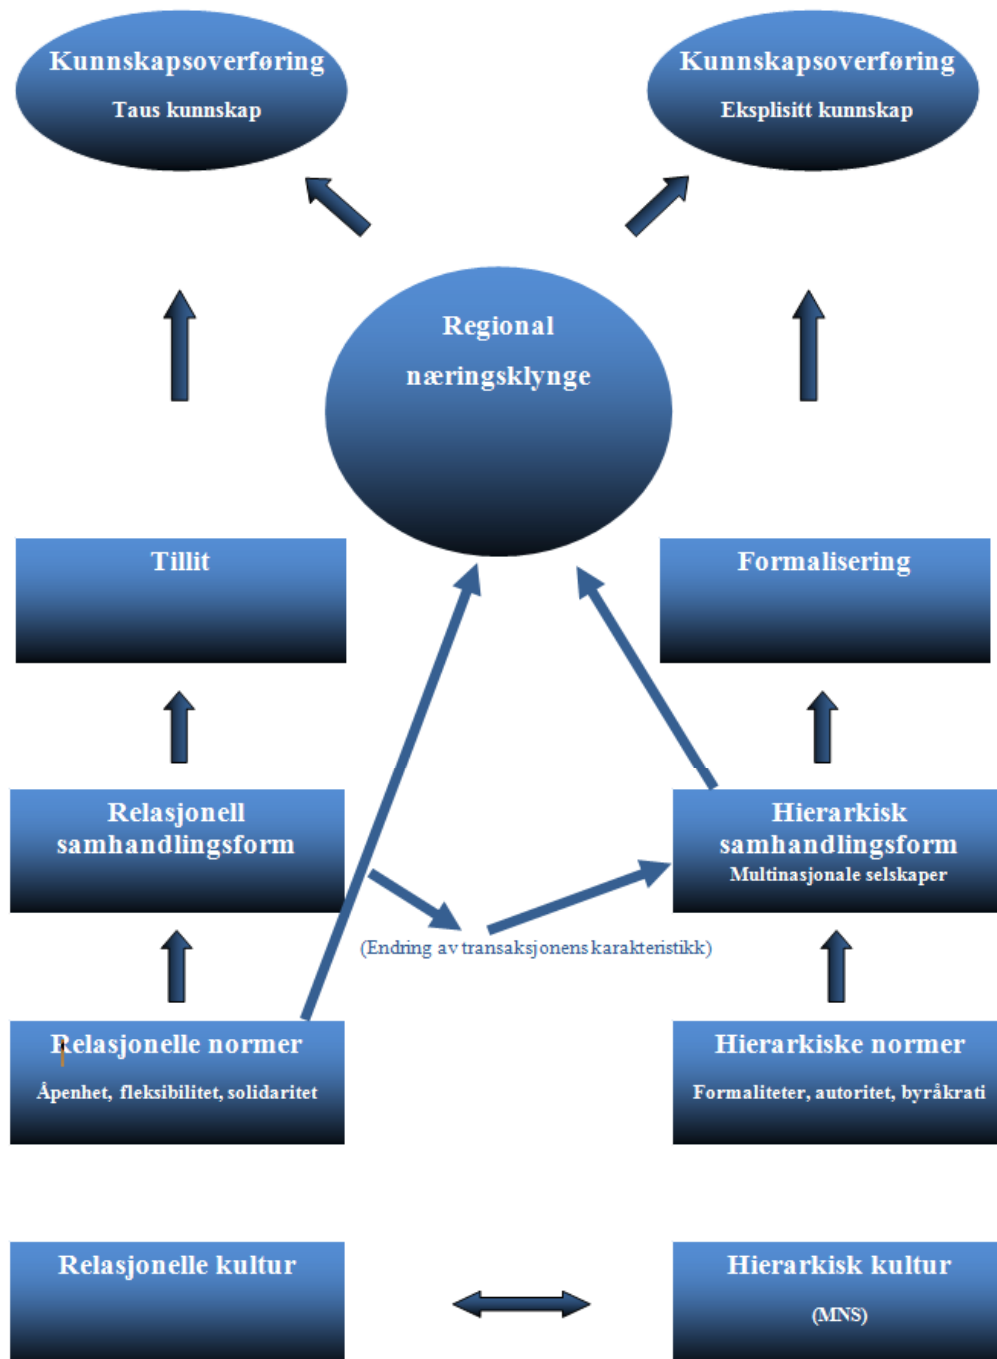 Kunnskapsoverføring
Taus kunnskap
Kunnskapsoverføring
Eksplisitt kunnskap
Regional
næringsklynge
Tillit
Formalisering
Relasjonell
samhandlingsform
Hierarkisk
samhandlingsform
Multinasjonale selskaper
(Endring av transaksjonens karakteristikk)
Relasjonelle normer
Åpenhet, fleksibilitet, solidaritet
Hierarkiske normer
Formaliteter, autoritet, byråkrati
Relasjonelle kultur
Hierarkisk kultur
(MNS)